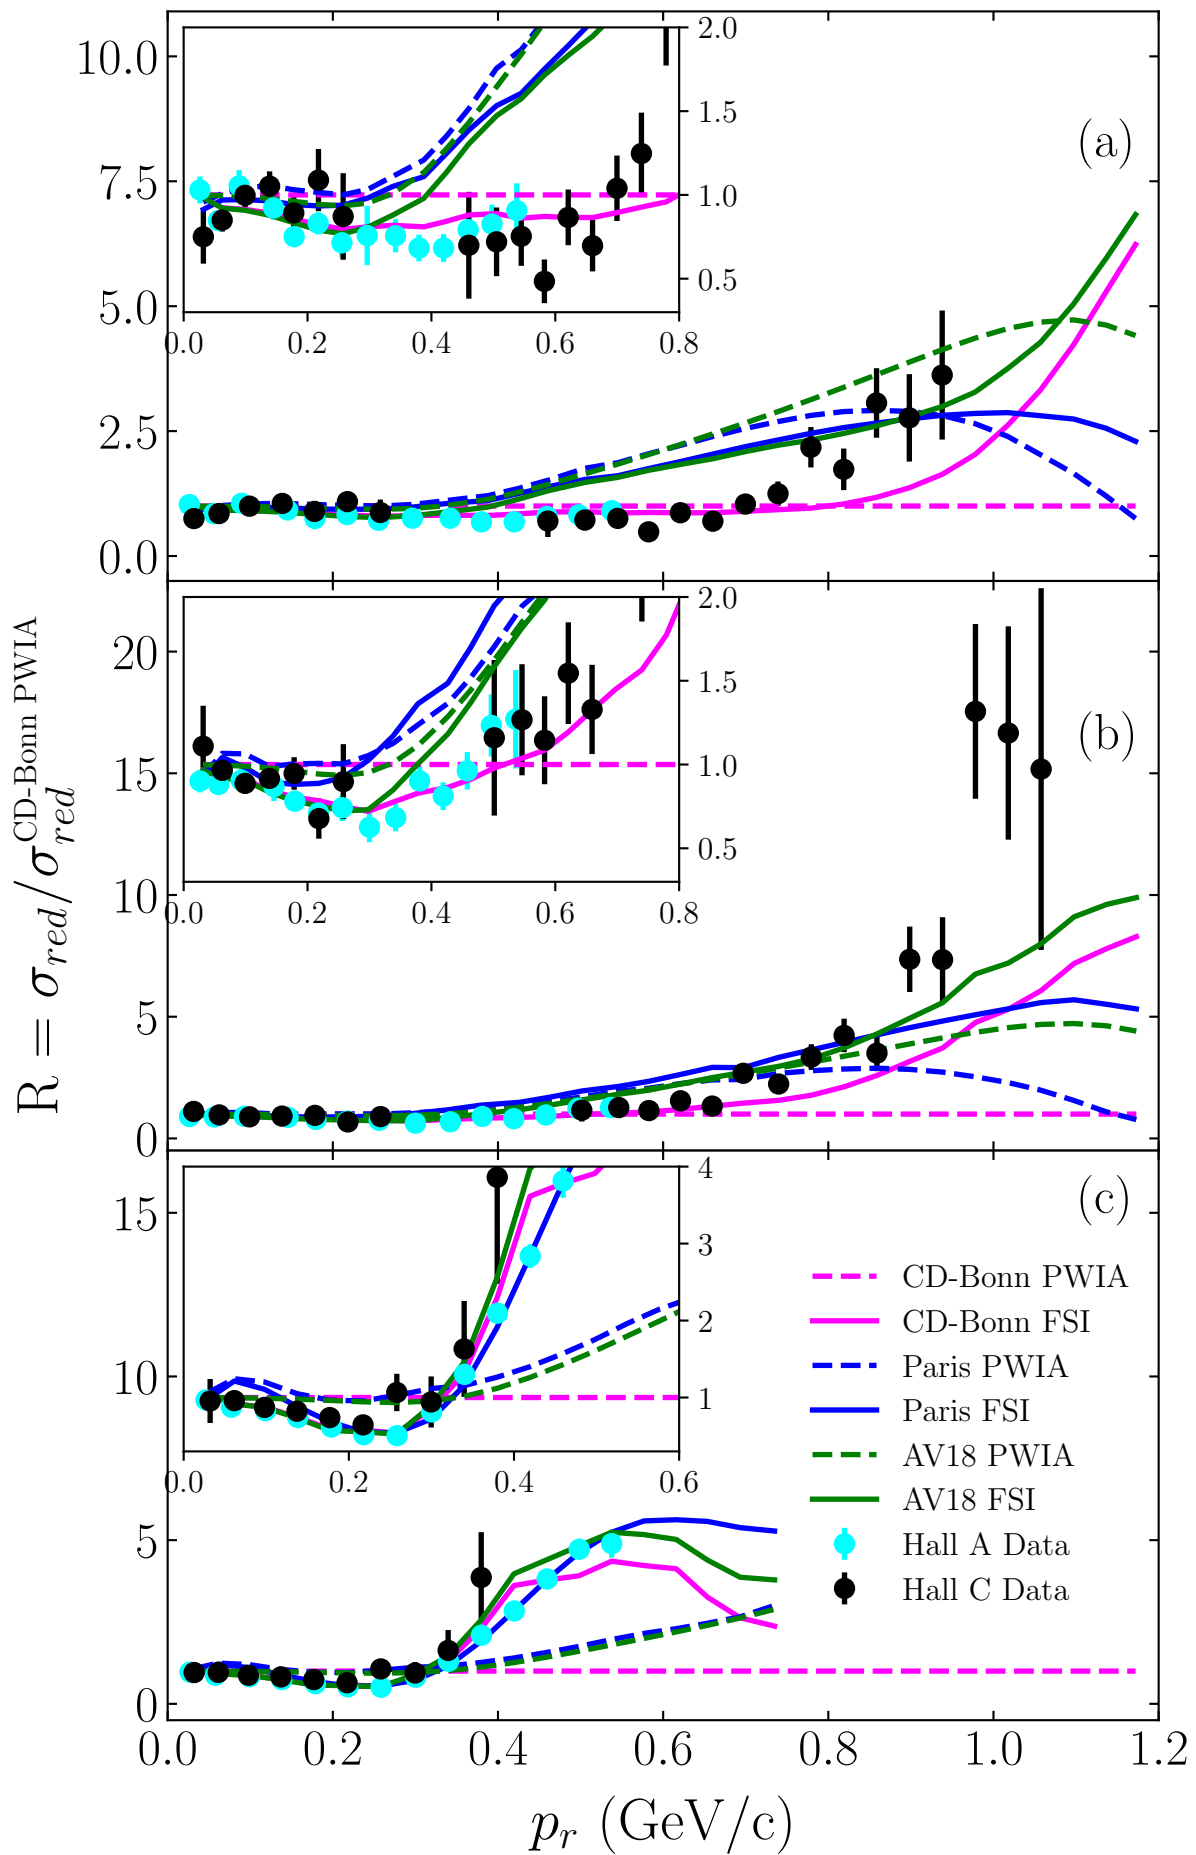 R = σ_red/σ_red^CD-Bonn PWIA
10.0
7.5
5.0
2.5
0.0
2.0
1.5
1.0
0.5
0.0 0.2 0.4 0.6 0.8
(a)
20
15
10
5
0
2.0
1.5
1.0
0.5
0.0 0.2 0.4 0.6 0.8
(b)
15
10
5
0
4
3
2
1
0.0 0.2 0.4 0.6
(c)
CD-Bonn PWIA
CD-Bonn FSI
Paris PWIA
Paris FSI
AV18 PWIA
AV18 FSI
Hall A Data
Hall C Data
0.0 0.2 0.4 0.6 0.8 1.0 1.2
p_r (GeV/c)